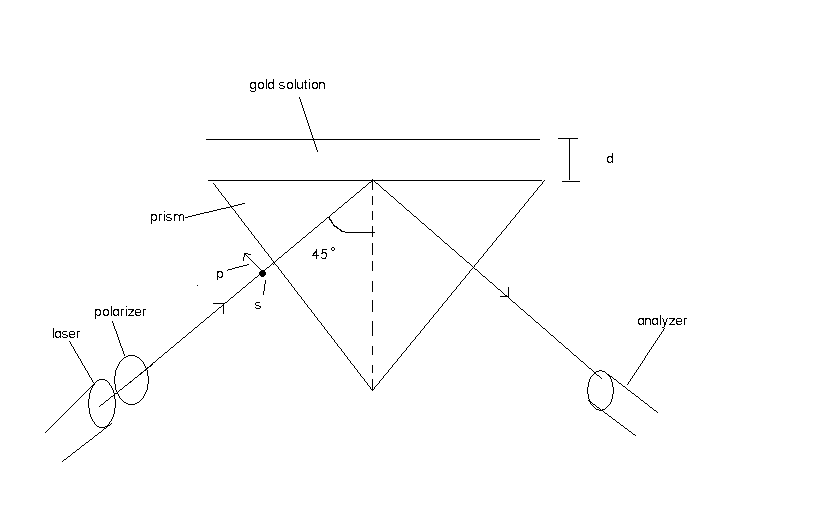 gold solution
d
prism
45°
p
s
polarizer
laser
analyzer